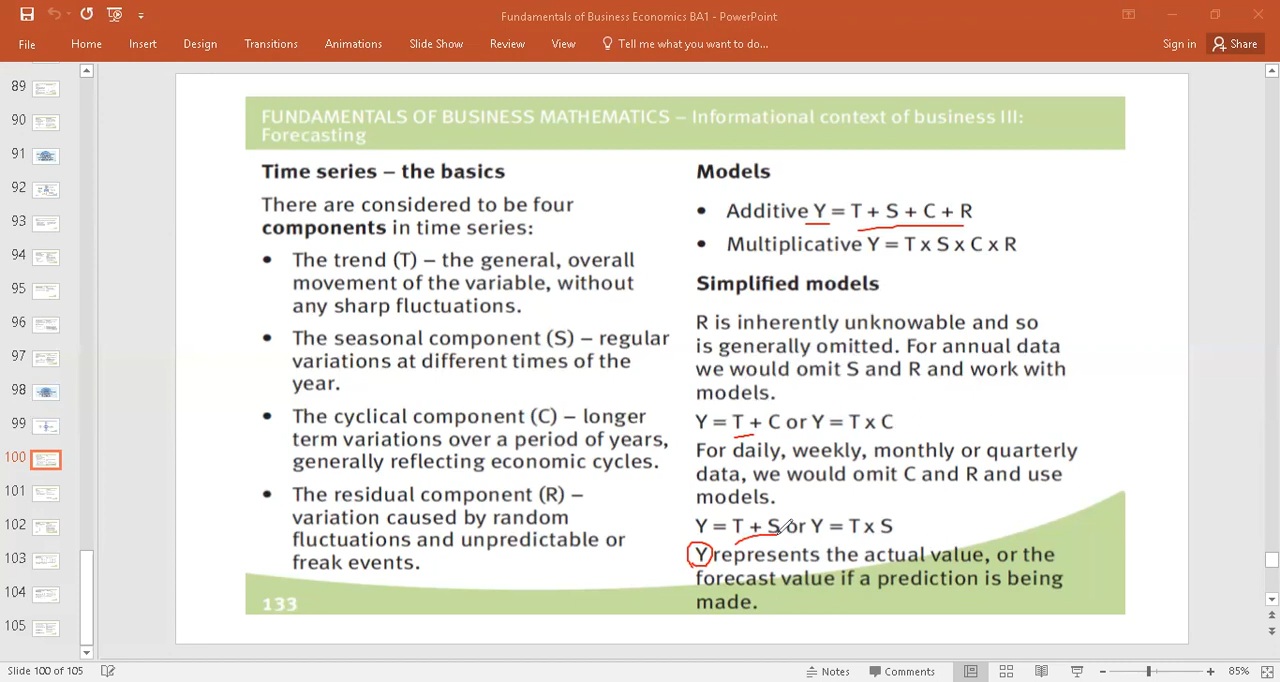 Fundamentals of Business Economics BA1 - PowerPoint
File Home Insert Design Transitions Animations Slide Show Review View Tell me what you want to do... Sign in Share
89
90
91
92
93
94
95
96
97
98
99
100
101
102
103
104
105
FUNDAMENTALS OF BUSINESS MATHEMATICS – Informational context of business III:
Forecasting
Time series – the basics
There are considered to be four
components in time series:
• The trend (T) – the general, overall
movement of the variable, without
any sharp fluctuations.
• The seasonal component (S) – regular
variations at different times of the
year.
• The cyclical component (C) – longer
term variations over a period of years,
generally reflecting economic cycles.
• The residual component (R) –
variation caused by random
fluctuations and unpredictable or
freak events.
133
Models
• Additive Y = T + S + C + R
• Multiplicative Y = T x S x C x R
Simplified models
R is inherently unknowable and so
is generally omitted. For annual data
we would omit S and R and work with
models.
Y = T + C or Y = T x C
For daily, weekly, monthly or quarterly
data, we would omit C and R and use
models.
Y = T + S or Y = T x S
Y represents the actual value, or the
forecast value if a prediction is being
made.
Slide 100 of 105 Notes Comments 85%